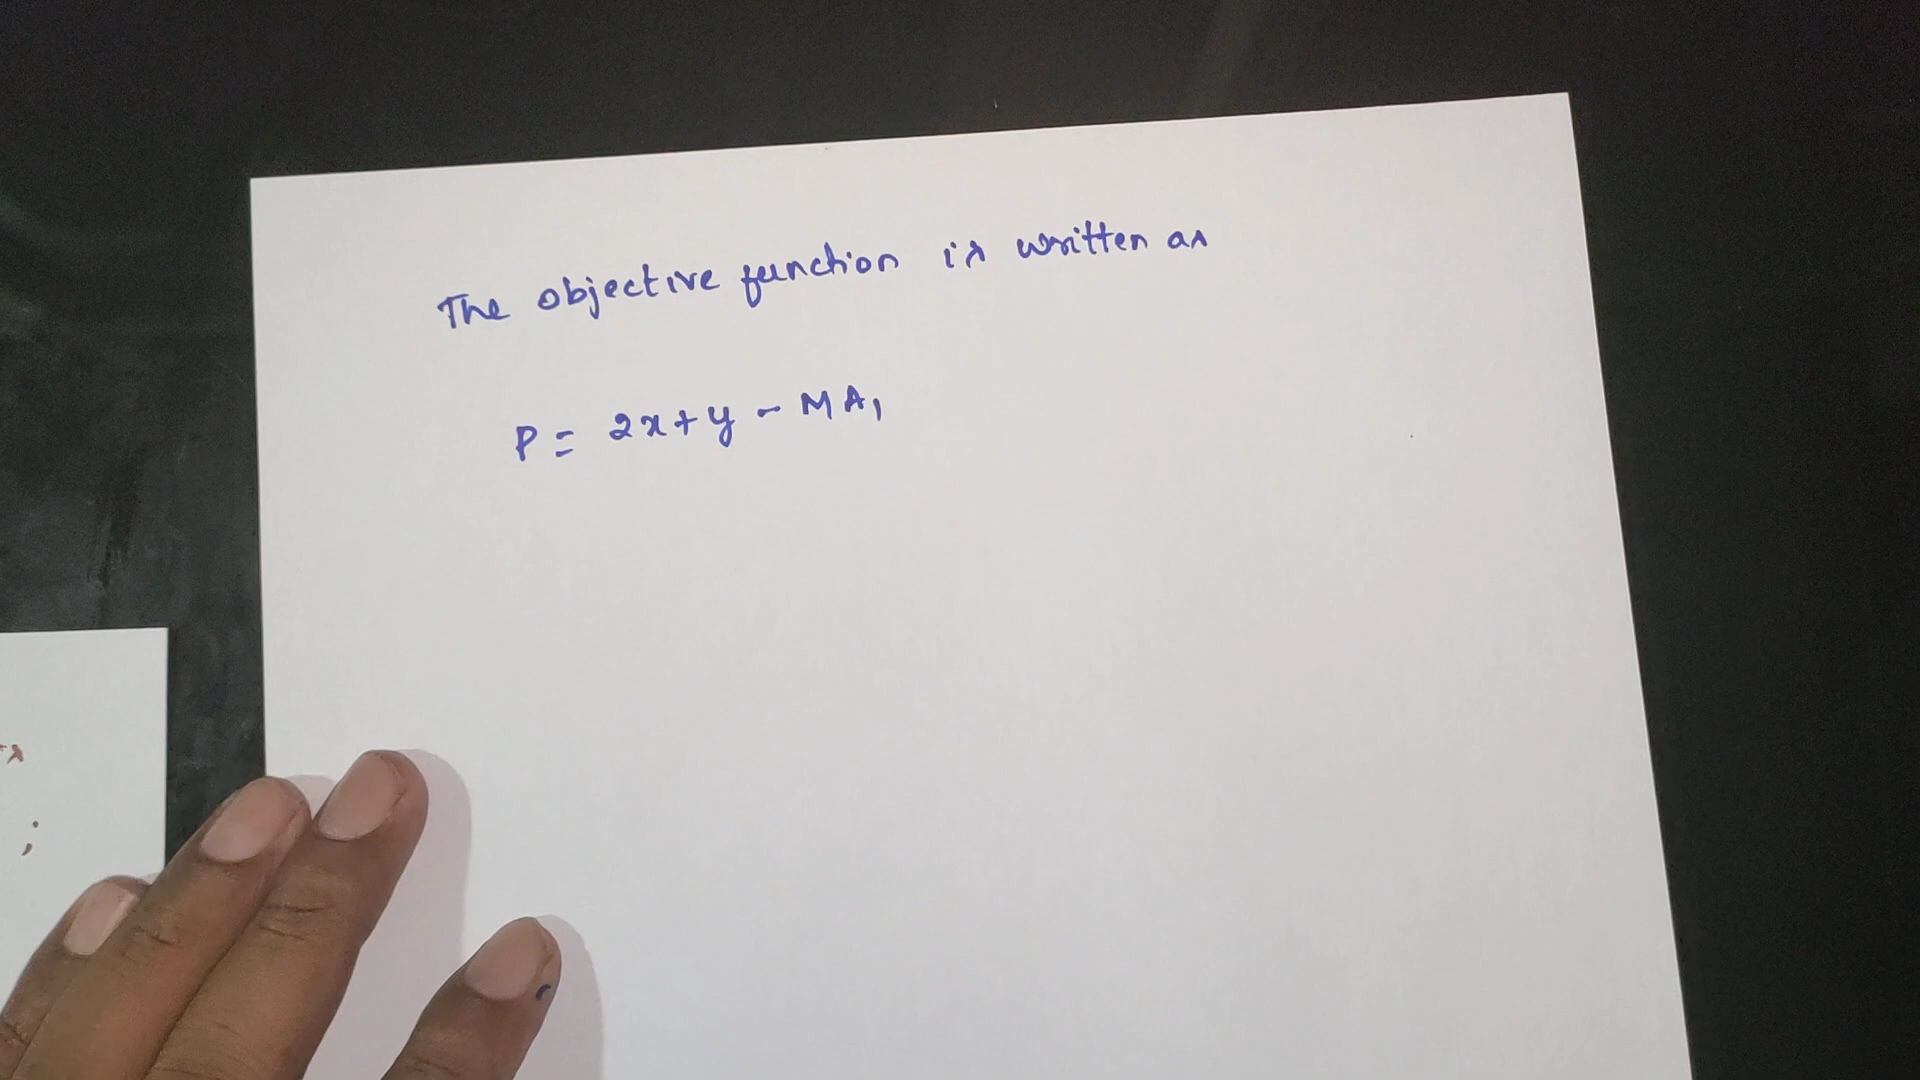 The objective function is written as
P = 2x + y - MA₁
;